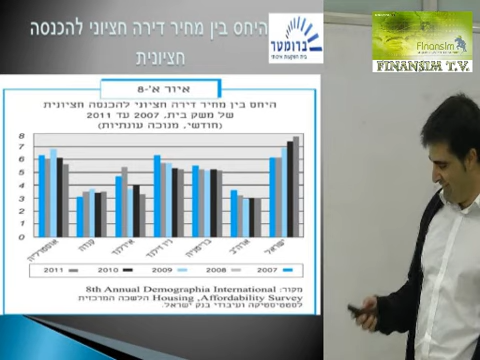 היחס בין מחיר דירה חציוני להכנסה
חציונית
ברומטר
Finansim
FINANSIM T.V.
איור א'-8
היחס בין מחיר דירה חציוני להכנסה חציונית
של משק בית, 2007 עד 2011
(חודשי, מנוכה עונתיות)
8
7
6
5
4
3
2
1
0
אוסטרליה
קנדה
אירלנד
ניו זילנד
בריטניה
ארה"ב
ישראל
2011 2010 2009 2008 2007
מקור: 8th Annual Demographia International
Housing ,Affordability Survey הלשכה המרכזית
לסטטיסטיקה ועיבודי בנק ישראל.